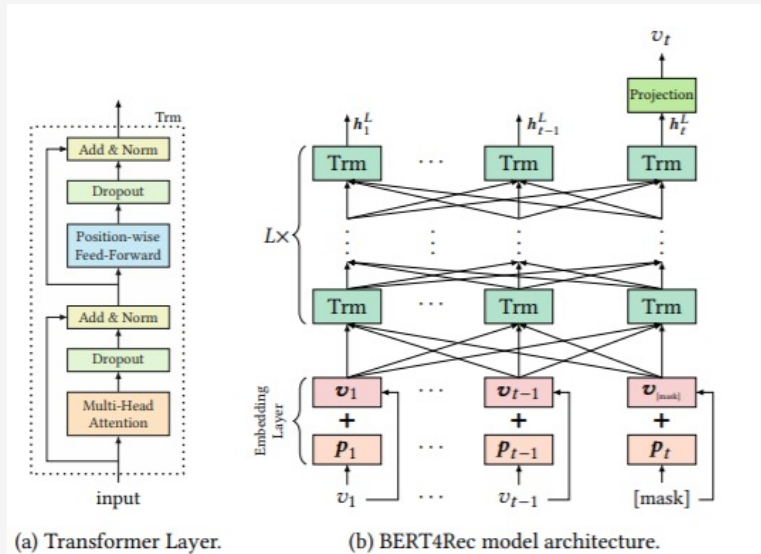 Trm
Add & Norm
Dropout
Position-wise
Feed-Forward
Add & Norm
Dropout
Multi-Head
Attention
input
(a) Transformer Layer.
v_t
Projection
h_1^L h_{t-1}^L h_t^L
Trm ... Trm Trm
L×
Trm ... Trm Trm
Embedding
Layer
v_1 ... v_{t-1} v_{[mask]}
+ + +
p_1 ... p_{t-1} p_t
v_1 ... v_{t-1} [mask]
(b) BERT4Rec model architecture.